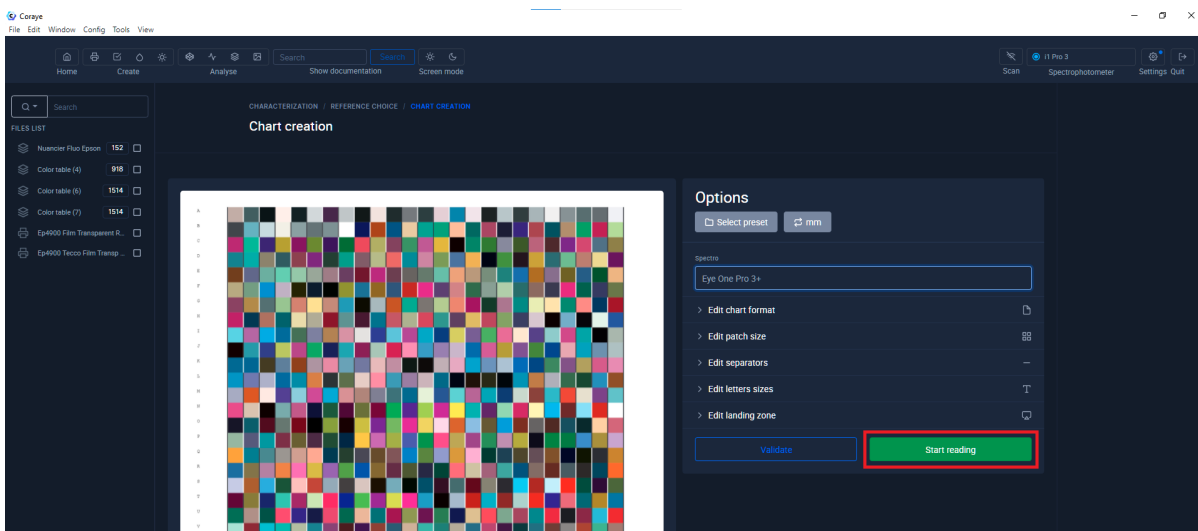 Coraye
File Edit Window Config Tools View
Search Search
i1 Pro 3
Home Create Analyse Show documentation Screen mode Scan Spectrophotometer Settings Quit
Search
FILES LIST
Nuancier Fluo Epson 152
Color table (4) 918
Color table (6) 1514
Color table (7) 1514
Ep4900 Film Transparent R...
Ep4900 Tecco Film Transp ...
CHARACTERIZATION / REFERENCE CHOICE / CHART CREATION
Chart creation
Options
Select preset mm
Spectro
Eye One Pro 3+
Edit chart format
Edit patch size
Edit separators
Edit letters sizes
Edit landing zone
Validate Start reading